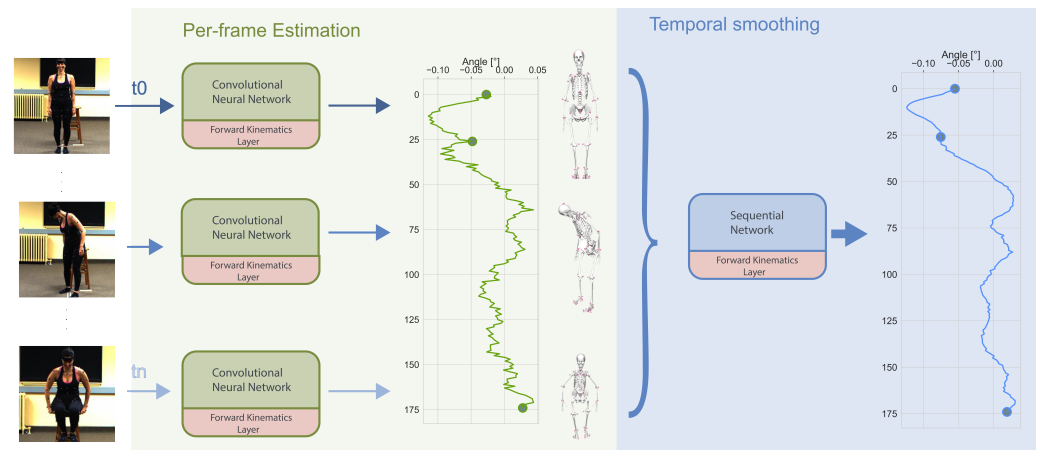 Per-frame Estimation
Temporal smoothing
t0
Convolutional
Neural Network
Forward Kinematics
Layer
Convolutional
Neural Network
Forward Kinematics
Layer
tn
Convolutional
Neural Network
Forward Kinematics
Layer
Angle [°]
−0.10 −0.05 0.00 0.05
0
25
50
75
100
125
150
175
Sequential
Network
Forward Kinematics
Layer
Angle [°]
−0.10 −0.05 0.00
0
25
50
75
100
125
150
175